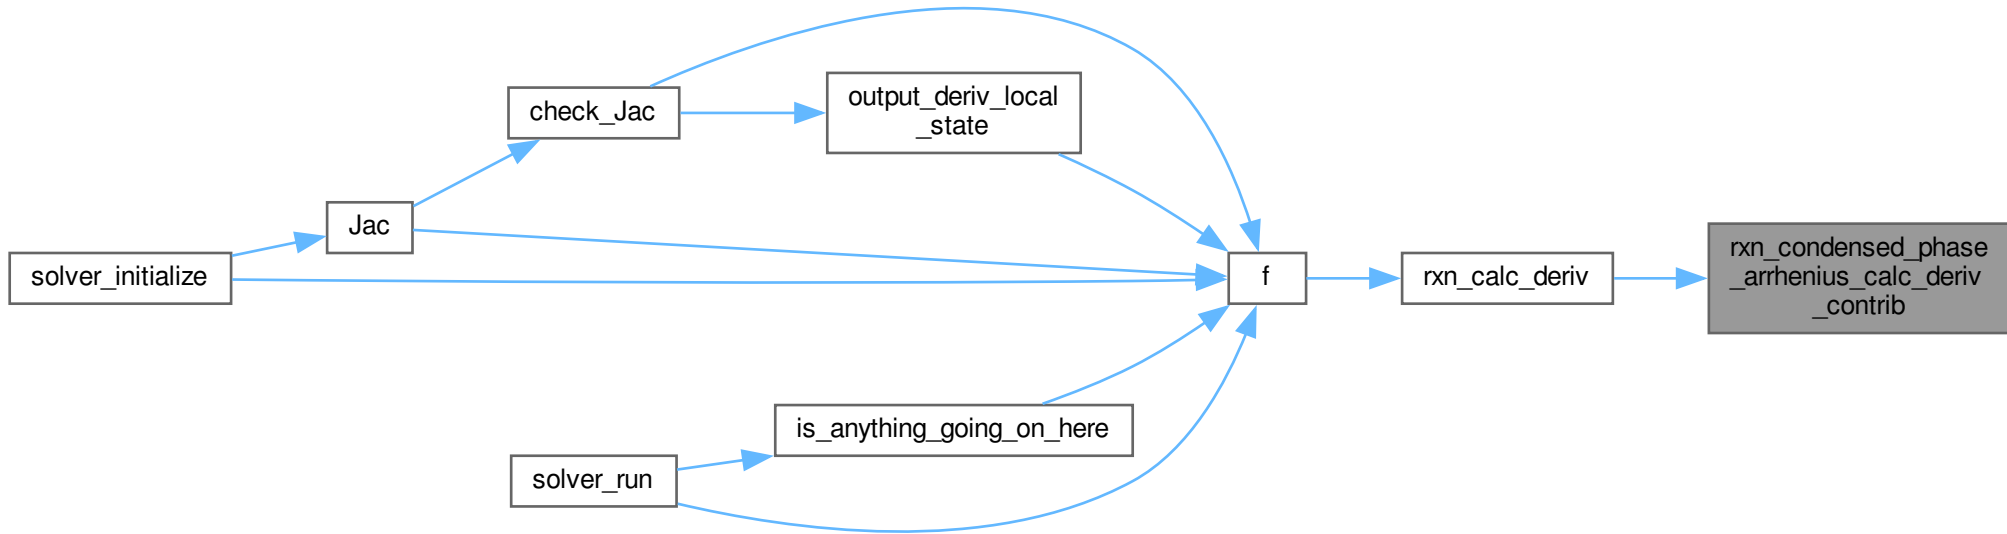 check_Jac
output_deriv_local
_state
Jac
solver_initialize
f
rxn_calc_deriv
rxn_condensed_phase
_arrhenius_calc_deriv
_contrib
is_anything_going_on_here
solver_run